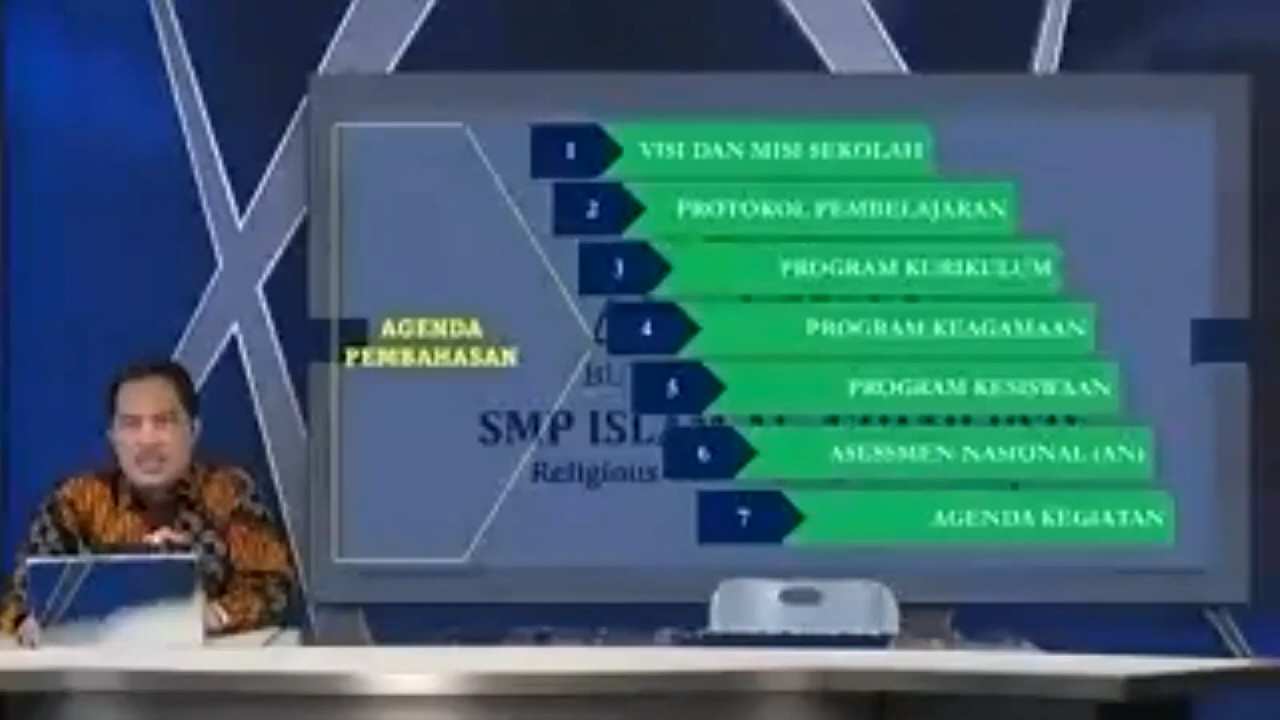 AGENDA
PEMBAHASAN
1 VISI DAN MISI SEKOLAH
2 PROTOKOL PEMBELAJARAN
3 PROGRAM KURIKULUM
4 PROGRAM KEAGAMAAN
5 PROGRAM KESISWAAN
6 ASESSMEN NASIONAL (AN)
7 AGENDA KEGIATAN
SMP
Religious